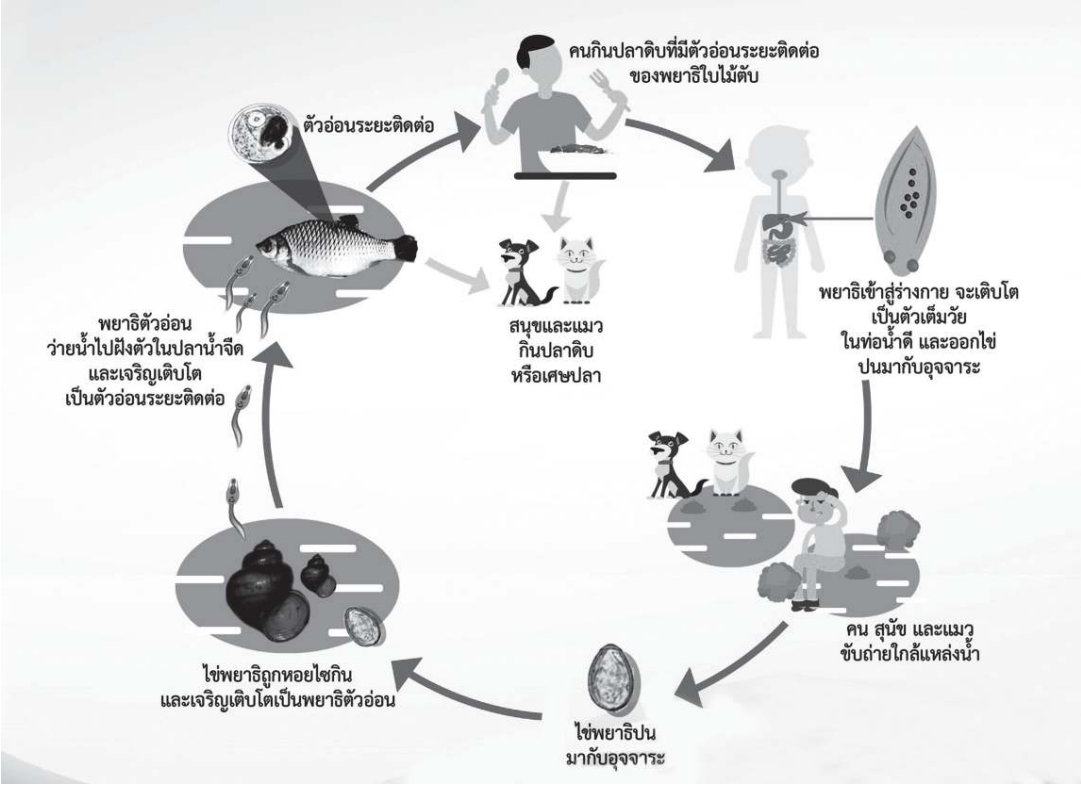 คนกินปลาดิบที่มีตัวอ่อนระยะติดต่อ
ของพยาธิใบไม้ตับ
ตัวอ่อนระยะติดต่อ
พยาธิเข้าสู่ร่างกาย จะเติบโต
เป็นตัวเต็มวัย
ในท่อน้ำดี และออกไข่
ปนมากับอุจจาระ
สนุขและแมว
กินปลาดิบ
หรือเศษปลา
พยาธิตัวอ่อน
ว่ายน้ำไปฝังตัวในปลาน้ำจืด
และเจริญเติบโต
เป็นตัวอ่อนระยะติดต่อ
คน สุนัข และแมว
ขับถ่ายใกล้แหล่งน้ำ
ไข่พยาธิปน
มากับอุจจาระ
ไข่พยาธิถูกหอยไซกิน
และเจริญเติบโตเป็นพยาธิตัวอ่อน